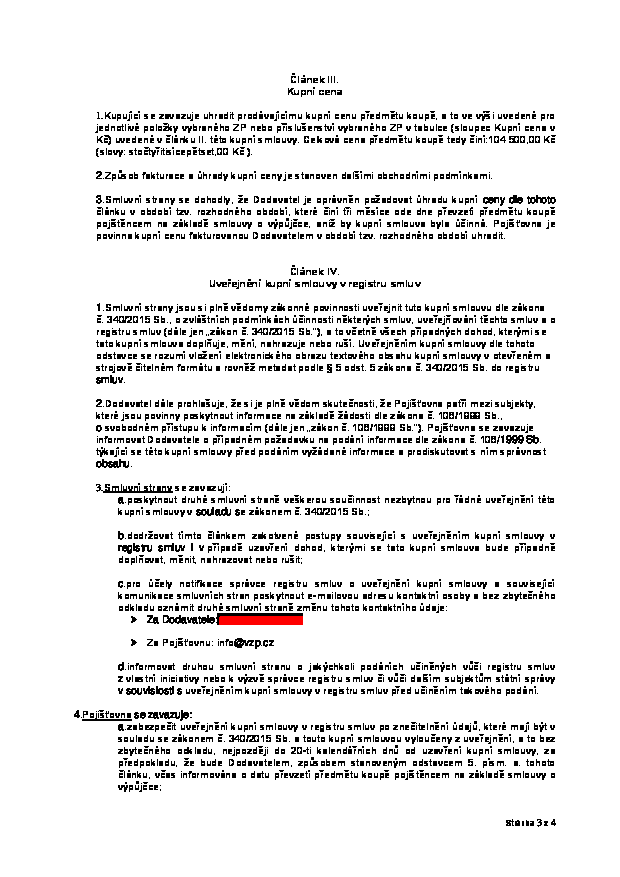 Článek III.
Kupní cena
1.Kupující se zavazuje uhradit prodávajícímu kupní cenu předmětu koupě, a to ve výši uvedené pro
jednotlivé položky vybraného ZP nebo příslušenství vybraného ZP v tabulce (sloupec Kupní cena v
Kč) uvedené v článku II. této kupní smlouvy. Celková cena předmětu koupě tedy činí:104 500,00 Kč
(slovy: stočtyřitisícepětset,00 Kč ).
2.Způsob fakturace a úhrady kupní ceny je stanoven dalšími obchodními podmínkami.
3.Smluvní strany se dohodly, že Dodavatel je oprávněn požadovat úhradu kupní ceny dle tohoto
článku v období tzv. rozhodného období, které činí tři měsíce ode dne převzetí předmětu koupě
pojištěncem na základě smlouvy o výpůjčce, aniž by kupní smlouva byla účinná. Pojišťovna je
povinna kupní cenu fakturovanou Dodavatelem v období tzv. rozhodného období uhradit.
Článek IV.
Uveřejnění kupní smlouvy v registru smluv
1.Smluvní strany jsou si plně vědomy zákonné povinnosti uveřejnit tuto kupní smlouvu dle zákona
č. 340/2015 Sb., o zvláštních podmínkách účinnosti některých smluv, uveřejňování těchto smluv a o
registru smluv (dále jen „zákon č. 340/2015 Sb."), a to včetně všech případných dohod, kterými se
tato kupní smlouva doplňuje, mění, nahrazuje nebo ruší. Uveřejněním kupní smlouvy dle tohoto
odstavce se rozumí vložení elektronického obrazu textového obsahu kupní smlouvy v otevřeném a
strojově čitelném formátu a rovněž metadat podle § 5 odst. 5 zákona č. 340/2015 Sb. do registru
smluv.
2.Dodavatel dále prohlašuje, že si je plně vědom skutečnosti, že Pojišťovna patří mezi subjekty,
které jsou povinny poskytnout informace na základě žádosti dle zákona č. 106/1999 Sb.,
o svobodném přístupu k informacím (dále jen „zákon č. 106/1999 Sb."). Pojišťovna se zavazuje
informovat Dodavatele o případném požadavku na podání informace dle zákona č. 106/1999 Sb.
týkající se této kupní smlouvy před podáním vyžádané informace a prodiskutovat s ním správnost
obsahu.
3.Smluvní strany se zavazují:
a.poskytnout druhé smluvní straně veškerou součinnost nezbytnou pro řádné uveřejnění této
kupní smlouvy v souladu se zákonem č. 340/2015 Sb.;
b.dodržovat tímto článkem zakotvené postupy související s uveřejněním kupní smlouvy v
registru smluv i v případě uzavření dohod, kterými se tato kupní smlouva bude případně
doplňovat, měnit, nahrazovat nebo rušit;
c.pro účely notifikace správce registru smluv o uveřejnění kupní smlouvy a související
komunikace smluvních stran poskytnout e-mailovou adresu kontaktní osoby a bez zbytečného
odkladu oznámit druhé smluvní straně změnu tohoto kontaktního údaje:
➢ Za Dodavatele:
➢ Za Pojišťovnu: info@vzp.cz
d.informovat druhou smluvní stranu o jakýchkoli podáních učiněných vůči registru smluv
z vlastní iniciativy nebo k výzvě správce registru smluv či vůči dalším subjektům státní správy
v souvislosti s uveřejněním kupní smlouvy v registru smluv před učiněním takového podání.
4.Pojišťovna se zavazuje:
a.zabezpečit uveřejnění kupní smlouvy v registru smluv po znečitelnění údajů, které mají být v
souladu se zákonem č. 340/2015 Sb. a touto kupní smlouvou vyloučeny z uveřejnění, a to bez
zbytečného odkladu, nejpozději do 20-ti kalendářních dnů od uzavření kupní smlouvy, za
předpokladu, že bude Dodavatelem, způsobem stanoveným odstavcem 5. písm. a. tohoto
článku, včas informována o datu převzetí předmětu koupě pojištěncem na základě smlouvy o
výpůjčce;
Stránka 3 z 4